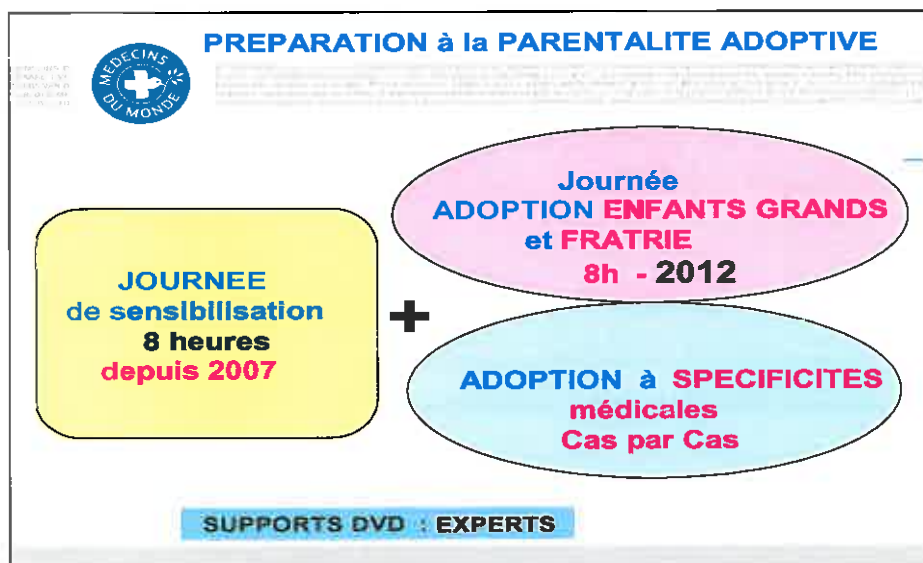 PREPARATION à la PARENTALITE ADOPTIVE
MEDECINS
DU MONDE
Journée
ADOPTION ENFANTS GRANDS
et FRATRIE
8h - 2012
JOURNEE
de sensibilisation
8 heures
depuis 2007
+
ADOPTION à SPECIFICITES
médicales
Cas par Cas
SUPPORTS DVD : EXPERTS